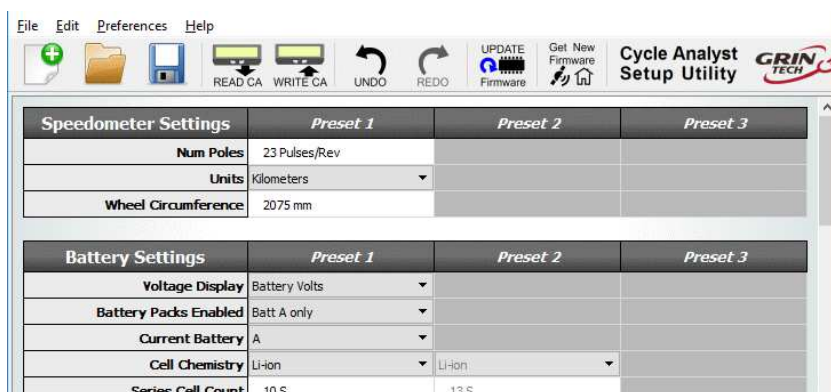 File Edit Preferences Help
READ CA WRITE CA UNDO REDO UPDATE Firmware Get New Firmware Cycle Analyst Setup Utility GRIN TECH
Speedometer Settings Preset 1 Preset 2 Preset 3
Num Poles 23 Pulses/Rev
Units Kilometers
Wheel Circumference 2075 mm
Battery Settings Preset 1 Preset 2 Preset 3
Voltage Display Battery Volts
Battery Packs Enabled Batt A only
Current Battery A
Cell Chemistry Li-ion Li-ion
Series Cell Count 10 S 13 S